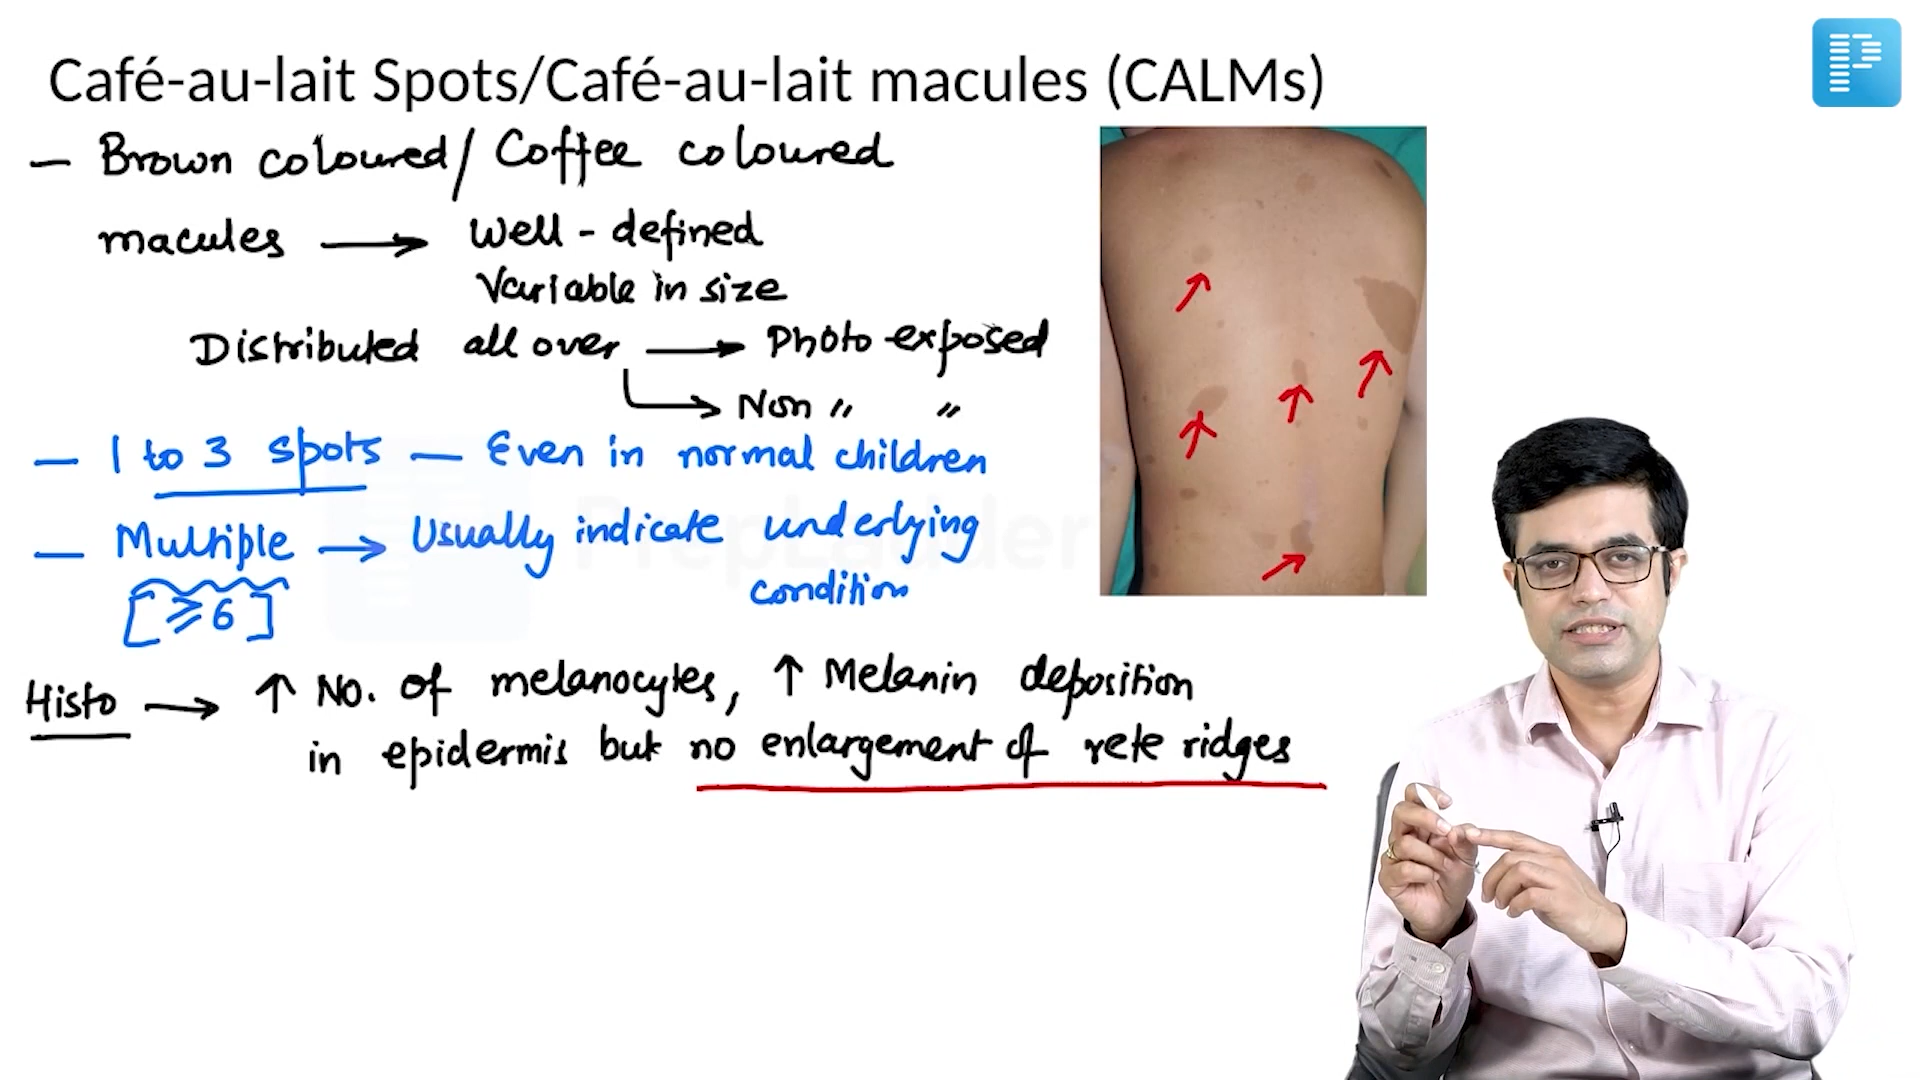 Café-au-lait Spots/Café-au-lait macules (CALMs)
— Brown coloured/ Coffee coloured
macules → Well-defined
Variable in size
Distributed all over → Photo exposed
→ Non " "
— 1 to 3 spots — Even in normal children
— Multiple → Usually indicate underlying
condition
[≥6]
Histo → ↑ No. of melanocytes, ↑ Melanin deposition
in epidermis but no enlargement of rete ridges
PrepLadder